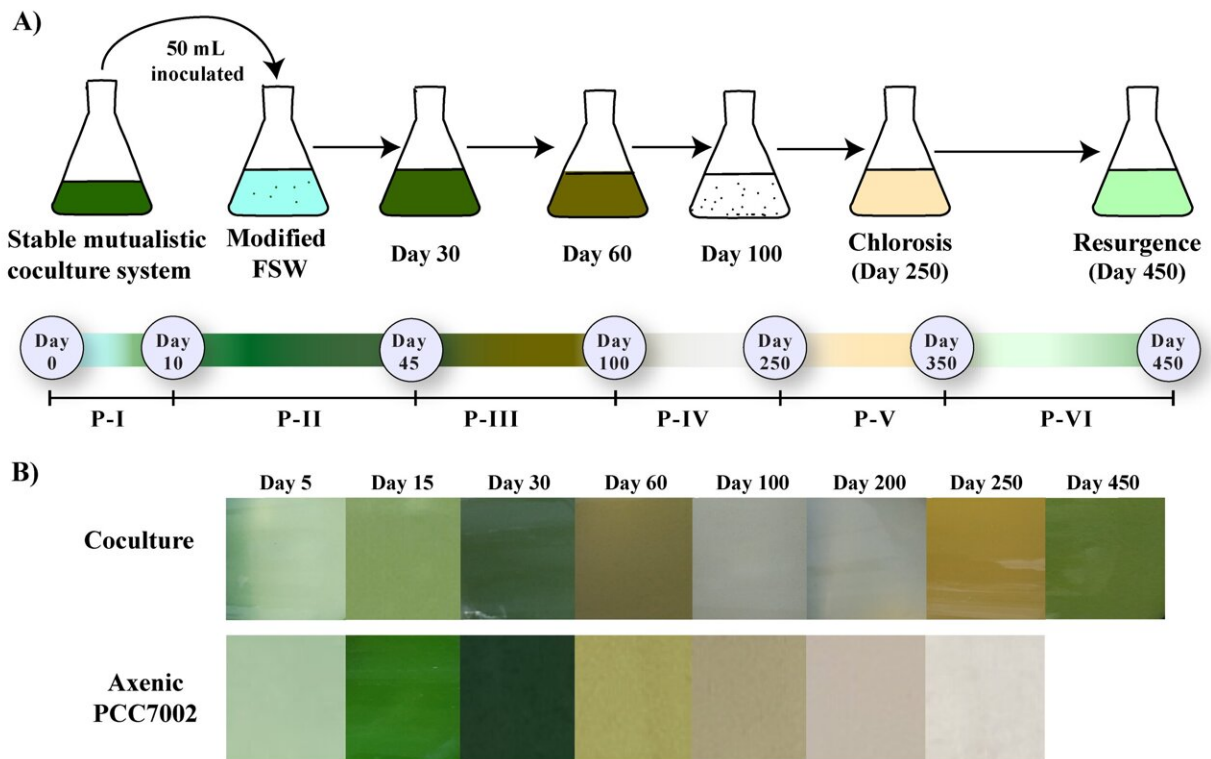 A)
50 mL
inoculated
Stable mutualistic
coculture system
Modified
FSW
Day 30
Day 60
Day 100
Chlorosis
(Day 250)
Resurgence
(Day 450)
Day
0
Day
10
Day
45
Day
100
Day
250
Day
350
Day
450
P-I
P-II
P-III
P-IV
P-V
P-VI
B)
Day 5
Day 15
Day 30
Day 60
Day 100
Day 200
Day 250
Day 450
Coculture
Axenic
PCC7002